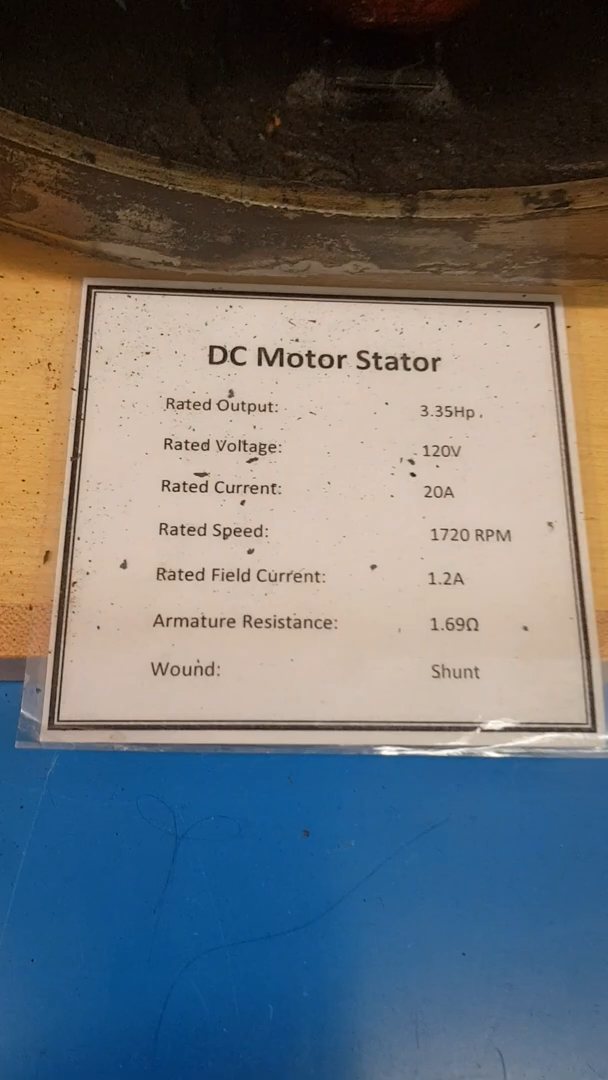 DC Motor Stator
Rated Output: 3.35Hp
Rated Voltage: 120V
Rated Current: 20A
Rated Speed: 1720 RPM
Rated Field Current: 1.2A
Armature Resistance: 1.69Ω
Wound: Shunt